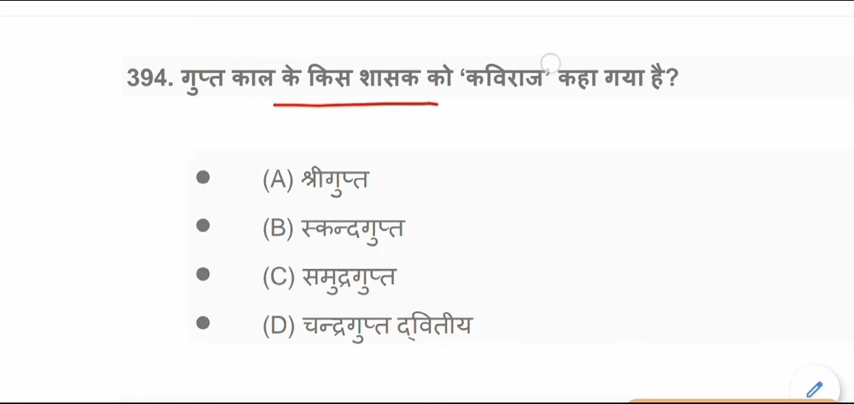 394. गुप्त काल के किस शासक को ‘कविराज’ कहा गया है?
(A) श्रीगुप्त
(B) स्कन्दगुप्त
(C) समुद्रगुप्त
(D) चन्द्रगुप्त द्वितीय